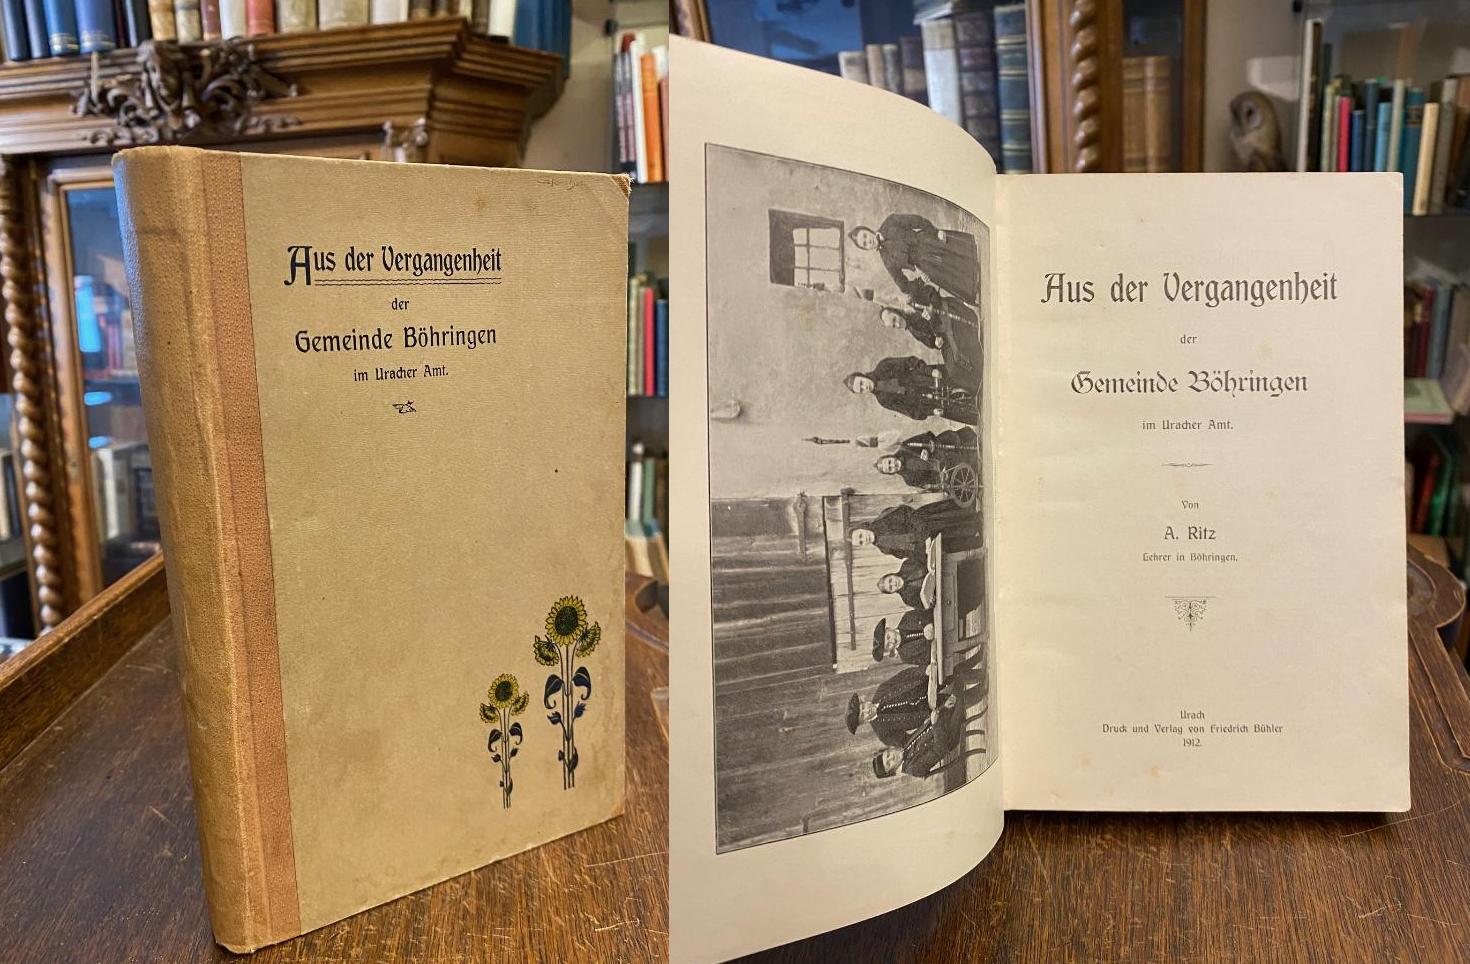 Aus der Vergangenheit
der
Gemeinde Böhringen
im Uracher Amt.
Aus der Vergangenheit
der
Gemeinde Böhringen
im Uracher Amt.
Von
A. Ritz
Lehrer in Böhringen.
Urach
Druck und Verlag von Friedrich Bühler
1912.